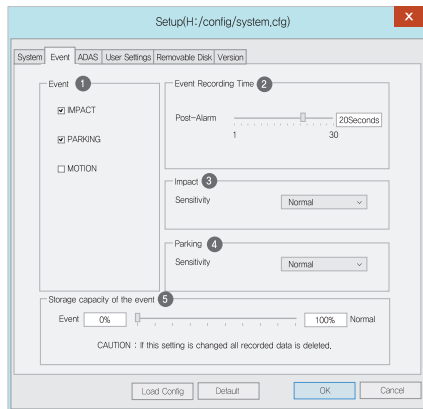 Setup(H:/config/system.cfg)
X
System Event ADAS User Settings Removable Disk Version
Event 1
IMPACT
PARKING
MOTION
Event Recording Time 2
Post-Alarm 20Seconds
1 30
Impact 3
Sensitivity Normal
Parking 4
Sensitivity Normal
Storage capacity of the event 5
Event 0% 100% Normal
CAUTION : If this setting is changed all recorded data is deleted.
Load Config Default OK Cancel